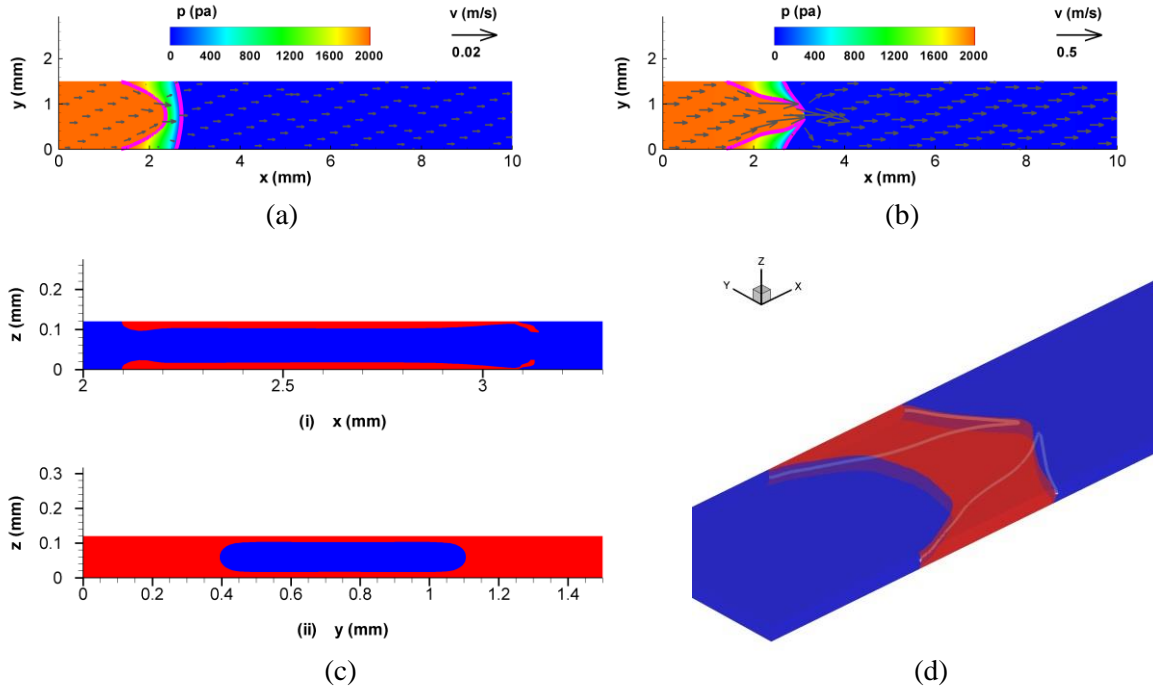 p (pa)
v (m/s)
0 400 800 1200 1600 2000
0.02
y (mm)
2
1
0
0 2 4 6 8 10
x (mm)
(a)
p (pa)
v (m/s)
0 400 800 1200 1600 2000
0.5
y (mm)
2
1
0
0 2 4 6 8 10
x (mm)
(b)
z (mm)
0.2
0.1
0
2 2.5 3
(i) x (mm)
z (mm)
0.3
0.2
0.1
0
0 0.2 0.4 0.6 0.8 1 1.2 1.4
(ii) y (mm)
(c)
Z
Y X
(d)